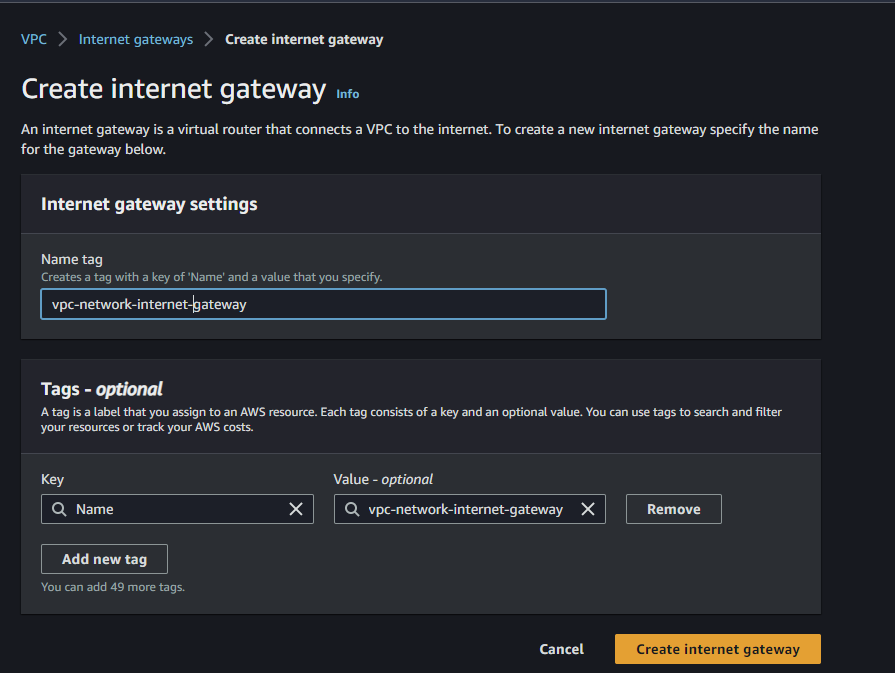 VPC > Internet gateways > Create internet gateway
Create internet gateway Info
An internet gateway is a virtual router that connects a VPC to the internet. To create a new internet gateway specify the name
for the gateway below.
Internet gateway settings
Name tag
Creates a tag with a key of 'Name' and a value that you specify.
vpc-network-internet-gateway
Tags - optional
A tag is a label that you assign to an AWS resource. Each tag consists of a key and an optional value. You can use tags to search and filter
your resources or track your AWS costs.
Key Value - optional
Name vpc-network-internet-gateway Remove
Add new tag
You can add 49 more tags.
Cancel Create internet gateway